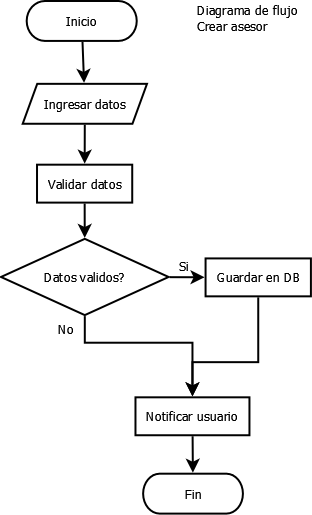 Diagrama de flujo
Crear asesor
Inicio
Ingresar datos
Validar datos
Datos validos?
Si
Guardar en DB
No
Notificar usuario
Fin